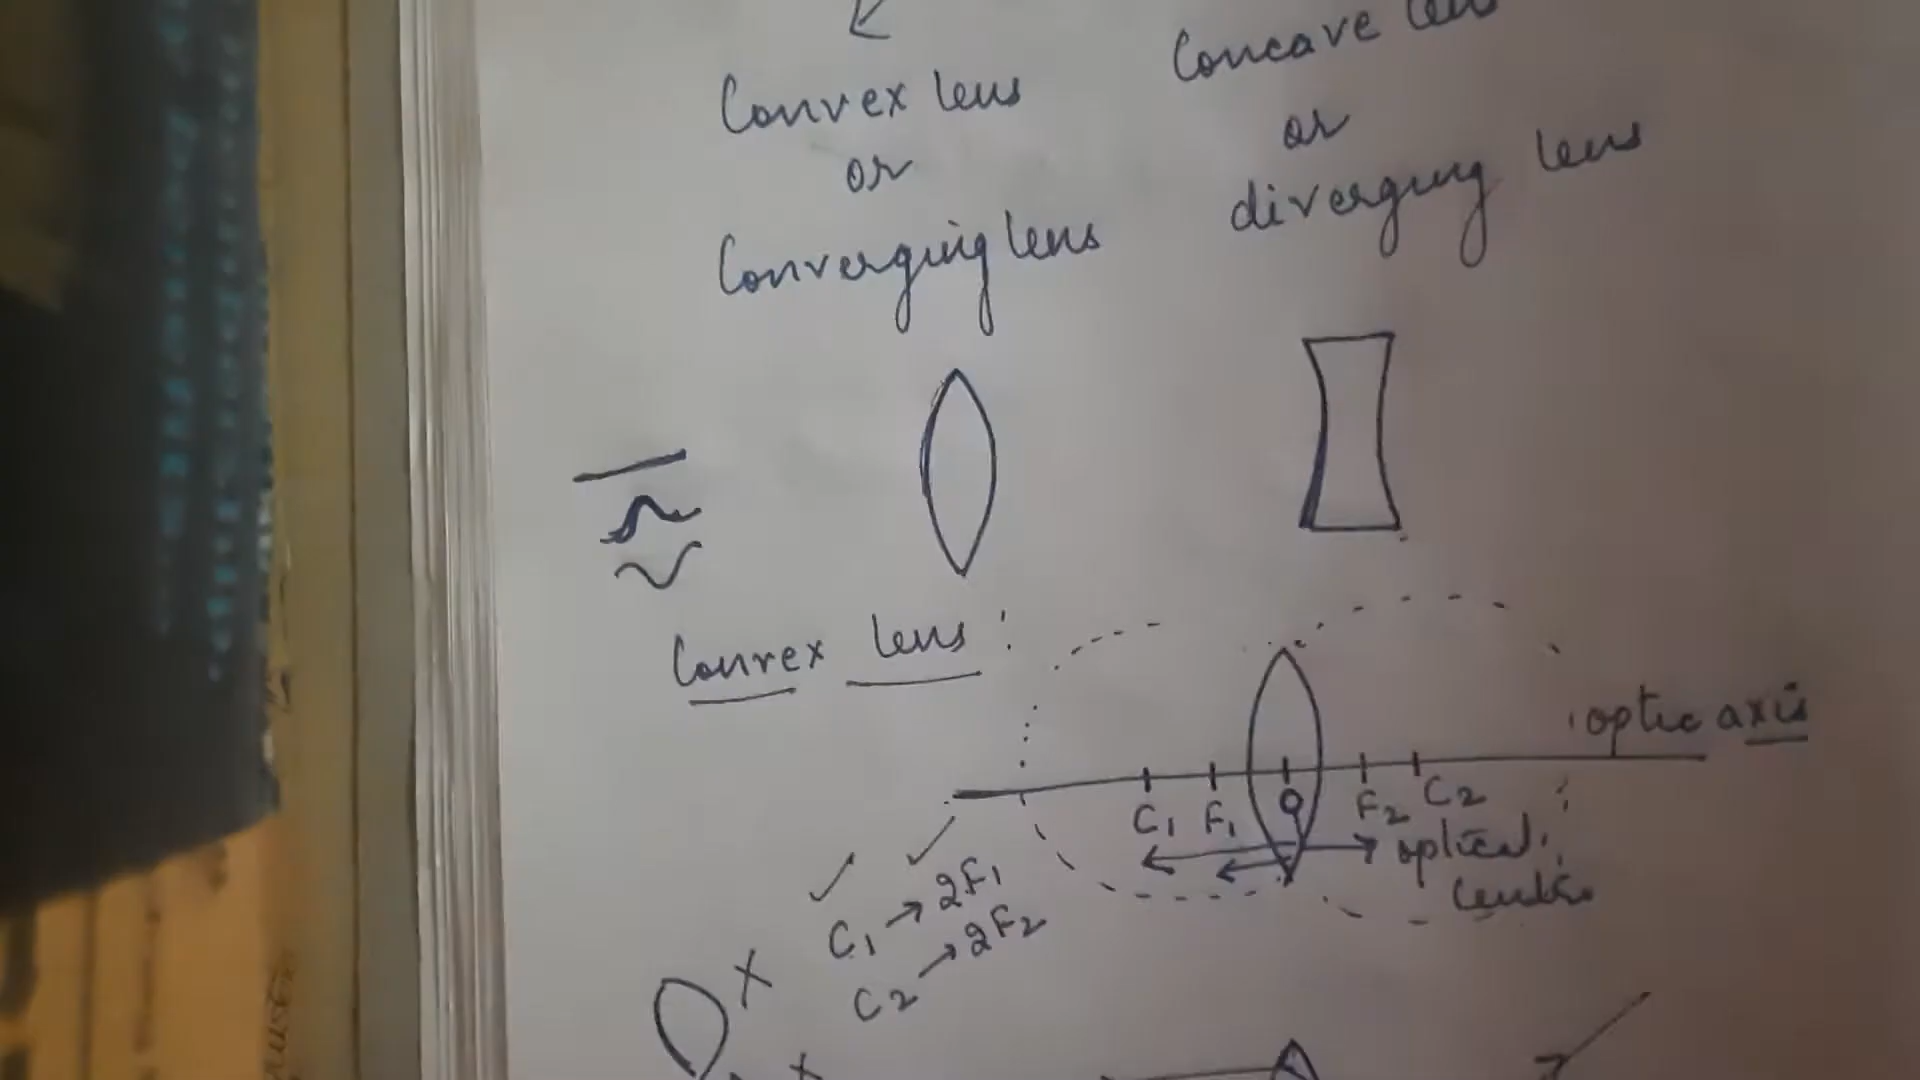 Convex lens
or
Converging lens
Concave lens
or
diverging lens
Convex lens :
optic axis
C₁ F₁ O F₂ C₂
optical
centre
C₁ → 2F₁
C₂ → 2F₂
X
X